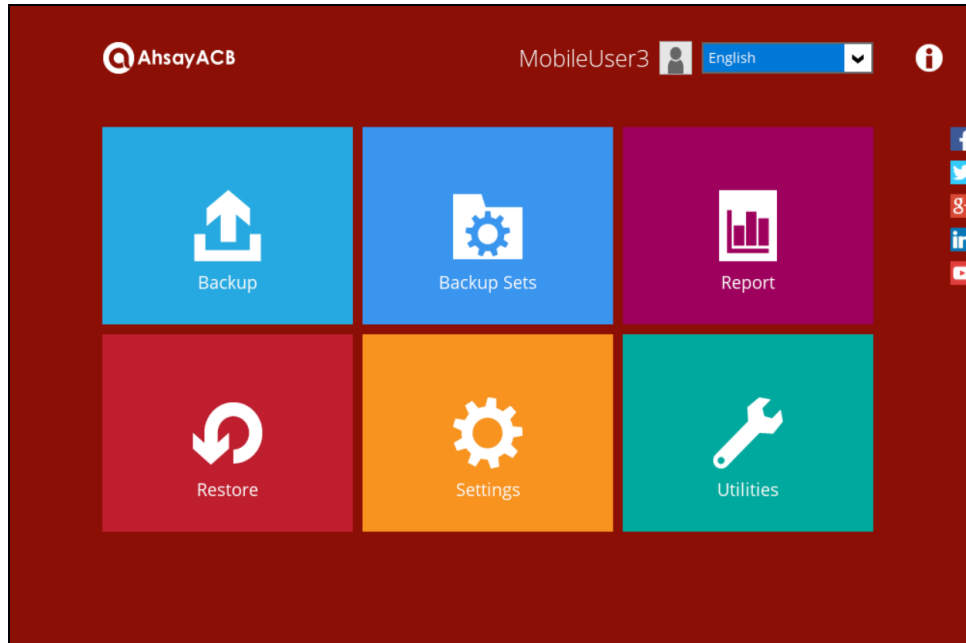 AhsayACB
MobileUser3
English
Backup
Backup Sets
Report
Restore
Settings
Utilities